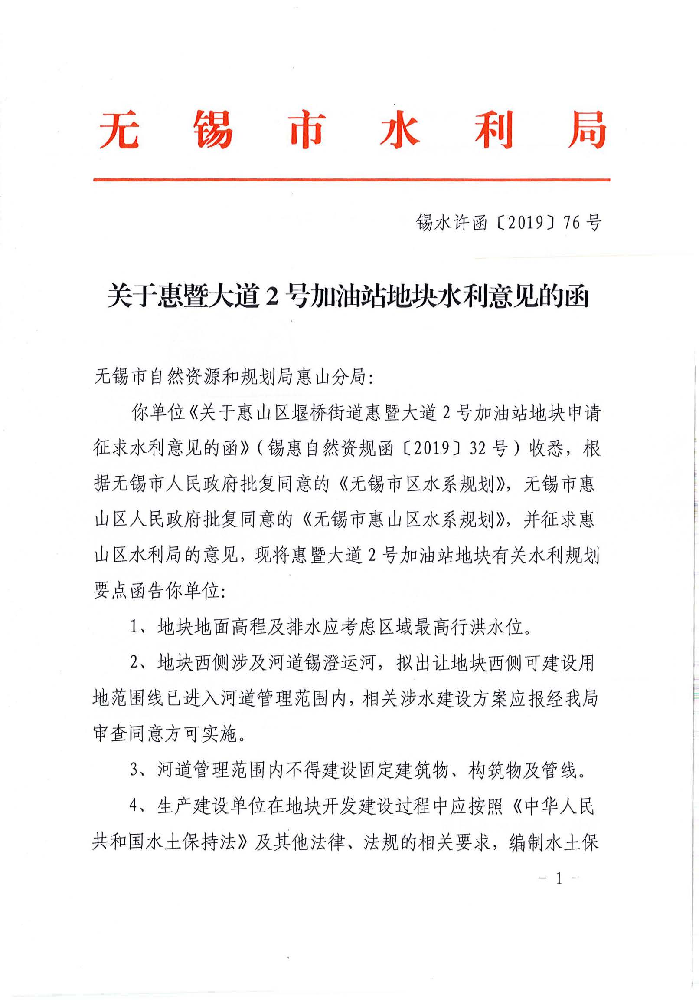 无锡市水利局
锡水许函〔2019〕76号
关于惠暨大道2号加油站地块水利意见的函
无锡市自然资源和规划局惠山分局：
你单位《关于惠山区堰桥街道惠暨大道2号加油站地块申请
征求水利意见的函》（锡惠自然资规函〔2019〕32号）收悉，根
据无锡市人民政府批复同意的《无锡市区水系规划》，无锡市惠
山区人民政府批复同意的《无锡市惠山区水系规划》，并征求惠
山区水利局的意见，现将惠暨大道2号加油站地块有关水利规划
要点函告你单位：
1、地块地面高程及排水应考虑区域最高行洪水位。
2、地块西侧涉及河道锡澄运河，拟出让地块西侧可建设用
地范围线已进入河道管理范围内，相关涉水建设方案应报经我局
审查同意方可实施。
3、河道管理范围内不得建设固定建筑物、构筑物及管线。
4、生产建设单位在地块开发建设过程中应按照《中华人民
共和国水土保持法》及其他法律、法规的相关要求，编制水土保
- 1 -